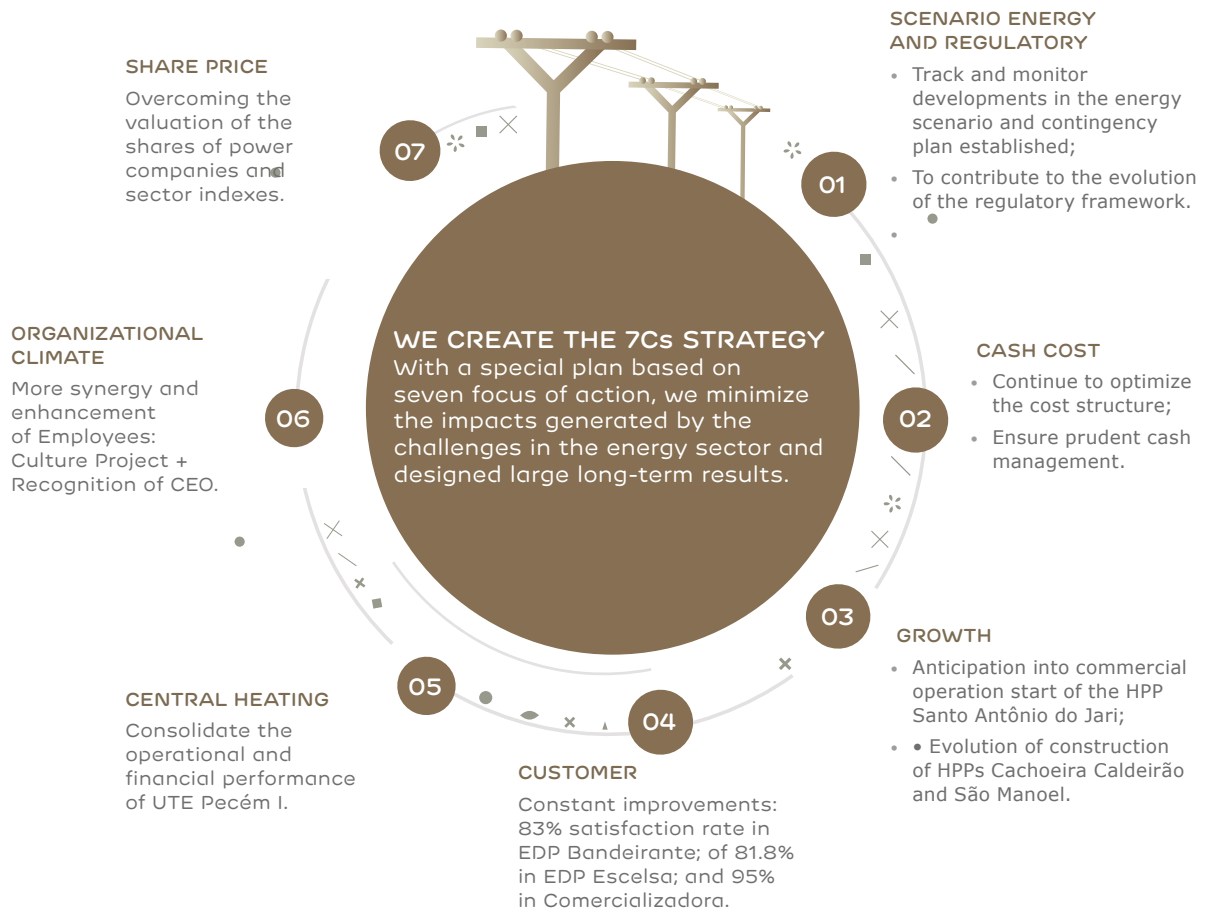 WE CREATE THE 7Cs STRATEGY
With a special plan based on
seven focus of action, we minimize
the impacts generated by the
challenges in the energy sector and
designed large long-term results.
01
SCENARIO ENERGY
AND REGULATORY
• Track and monitor
developments in the energy
scenario and contingency
plan established;
• To contribute to the evolution
of the regulatory framework.
02
CASH COST
• Continue to optimize
the cost structure;
• Ensure prudent cash
management.
03
GROWTH
• Anticipation into commercial
operation start of the HPP
Santo Antônio do Jari;
• • Evolution of construction
of HPPs Cachoeira Caldeirão
and São Manoel.
04
CUSTOMER
Constant improvements:
83% satisfaction rate in
EDP Bandeirante; of 81.8%
in EDP Escelsa; and 95%
in Comercializadora.
05
CENTRAL HEATING
Consolidate the
operational and
financial performance
of UTE Pecém I.
06
ORGANIZATIONAL
CLIMATE
More synergy and
enhancement
of Employees:
Culture Project +
Recognition of CEO.
07
SHARE PRICE
Overcoming the
valuation of the
shares of power
companies and
sector indexes.